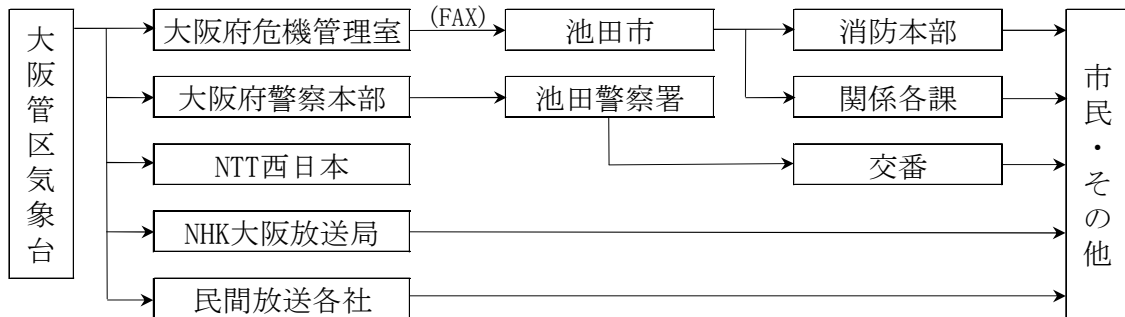 大阪管区気象台
大阪府危機管理室
(FAX)
池田市
消防本部
大阪府警察本部
池田警察署
関係各課
NTT西日本
交番
NHK大阪放送局
民間放送各社
市民・その他